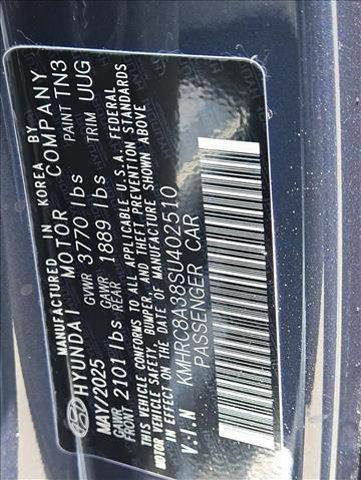 MANUFACTURED IN KOREA BY
HYUNDAI MOTOR COMPANY
MAY/2025 GVWR 3770 lbs PAINT TN3
GAWR FRONT 2101 lbs GAWR REAR 1889 lbs TRIM UUG
THIS VEHICLE CONFORMS TO ALL APPLICABLE U.S.A. FEDERAL
MOTOR VEHICLE SAFETY, BUMPER, AND THEFT PREVENTION STANDARDS
IN EFFECT ON THE DATE OF MANUFACTURE SHOWN ABOVE
V.I.N KMHRC8A38SU402510
PASSENGER CAR